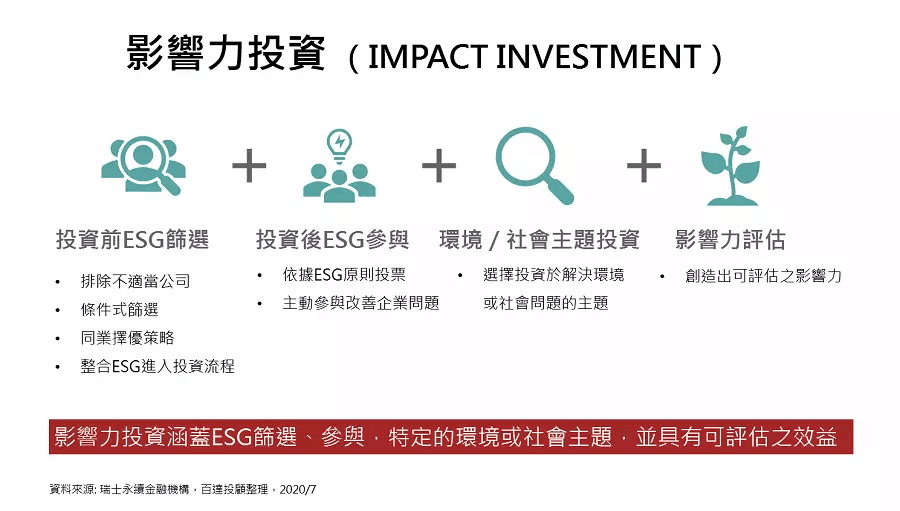 影響力投資（IMPACT INVESTMENT）
投資前ESG篩選
• 排除不適當公司
• 條件式篩選
• 同業擇優策略
• 整合ESG進入投資流程
投資後ESG參與
• 依據ESG原則投票
• 主動參與改善企業問題
環境 / 社會主題投資
• 選擇投資於解決環境
或社會問題的主題
影響力評估
• 創造出可評估之影響力
影響力投資涵蓋ESG篩選、參與，特定的環境或社會主題，並具有可評估之效益
資料來源: 瑞士永續金融機構，百達投顧整理，2020/7